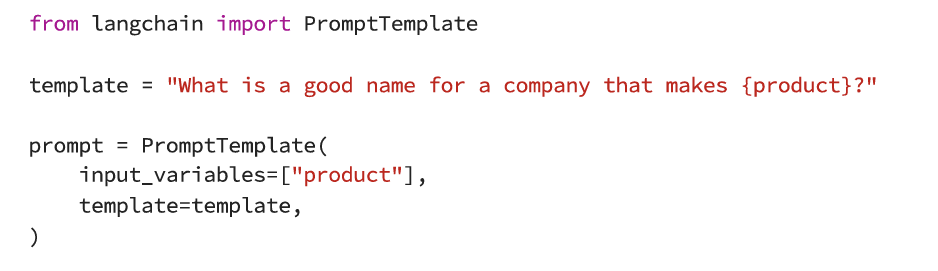 from langchain import PromptTemplate
template = "What is a good name for a company that makes {product}?"
prompt = PromptTemplate(
    input_variables=["product"],
    template=template,
)